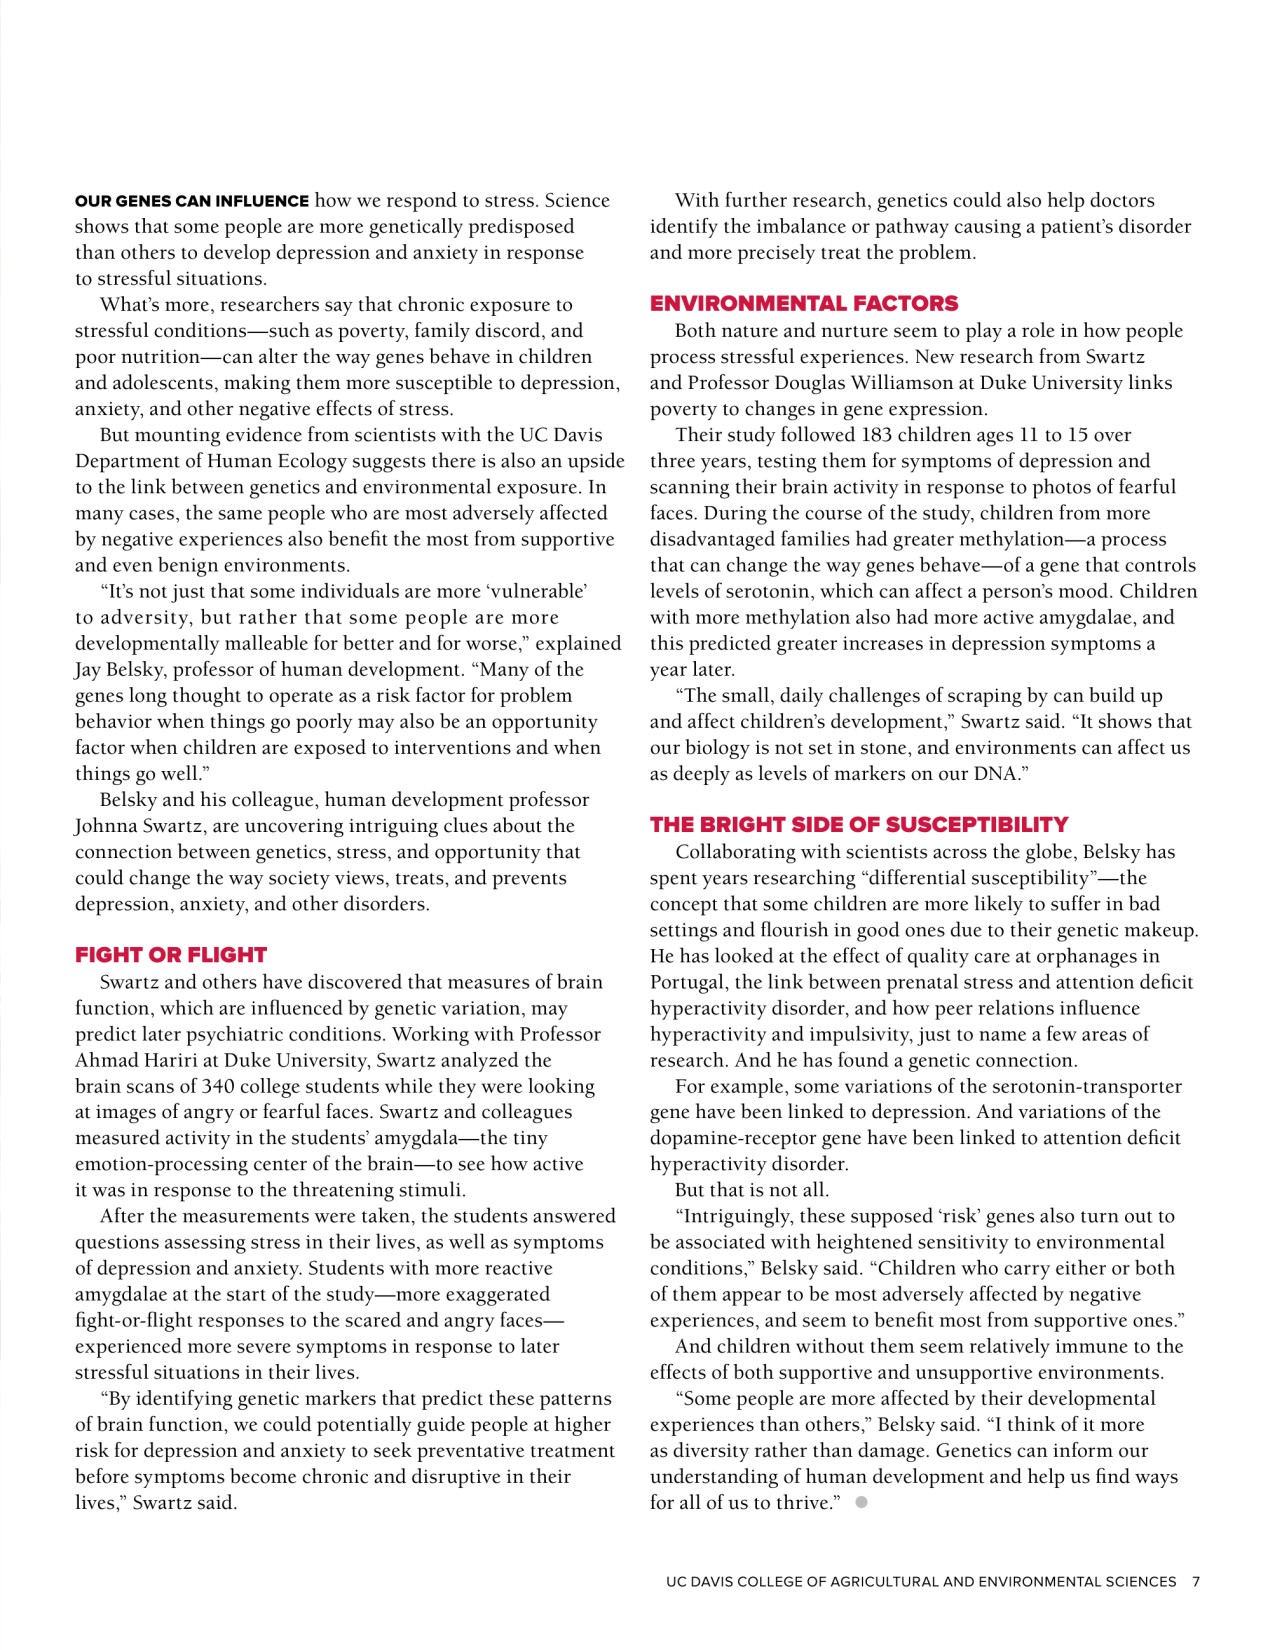 OUR GENES CAN INFLUENCE how we respond to stress. Science
shows that some people are more genetically predisposed
than others to develop depression and anxiety in response
to stressful situations.
What’s more, researchers say that chronic exposure to
stressful conditions—such as poverty, family discord, and
poor nutrition—can alter the way genes behave in children
and adolescents, making them more susceptible to depression,
anxiety, and other negative effects of stress.
But mounting evidence from scientists with the UC Davis
Department of Human Ecology suggests there is also an upside
to the link between genetics and environmental exposure. In
many cases, the same people who are most adversely affected
by negative experiences also benefit the most from supportive
and even benign environments.
“It’s not just that some individuals are more ‘vulnerable’
to adversity, but rather that some people are more
developmentally malleable for better and for worse,” explained
Jay Belsky, professor of human development. “Many of the
genes long thought to operate as a risk factor for problem
behavior when things go poorly may also be an opportunity
factor when children are exposed to interventions and when
things go well.”
Belsky and his colleague, human development professor
Johnna Swartz, are uncovering intriguing clues about the
connection between genetics, stress, and opportunity that
could change the way society views, treats, and prevents
depression, anxiety, and other disorders.
FIGHT OR FLIGHT
Swartz and others have discovered that measures of brain
function, which are influenced by genetic variation, may
predict later psychiatric conditions. Working with Professor
Ahmad Hariri at Duke University, Swartz analyzed the
brain scans of 340 college students while they were looking
at images of angry or fearful faces. Swartz and colleagues
measured activity in the students’ amygdala—the tiny
emotion-processing center of the brain—to see how active
it was in response to the threatening stimuli.
After the measurements were taken, the students answered
questions assessing stress in their lives, as well as symptoms
of depression and anxiety. Students with more reactive
amygdalae at the start of the study—more exaggerated
fight-or-flight responses to the scared and angry faces—
experienced more severe symptoms in response to later
stressful situations in their lives.
“By identifying genetic markers that predict these patterns
of brain function, we could potentially guide people at higher
risk for depression and anxiety to seek preventative treatment
before symptoms become chronic and disruptive in their
lives,” Swartz said.
With further research, genetics could also help doctors
identify the imbalance or pathway causing a patient’s disorder
and more precisely treat the problem.
ENVIRONMENTAL FACTORS
Both nature and nurture seem to play a role in how people
process stressful experiences. New research from Swartz
and Professor Douglas Williamson at Duke University links
poverty to changes in gene expression.
Their study followed 183 children ages 11 to 15 over
three years, testing them for symptoms of depression and
scanning their brain activity in response to photos of fearful
faces. During the course of the study, children from more
disadvantaged families had greater methylation—a process
that can change the way genes behave—of a gene that controls
levels of serotonin, which can affect a person’s mood. Children
with more methylation also had more active amygdalae, and
this predicted greater increases in depression symptoms a
year later.
“The small, daily challenges of scraping by can build up
and affect children’s development,” Swartz said. “It shows that
our biology is not set in stone, and environments can affect us
as deeply as levels of markers on our DNA.”
THE BRIGHT SIDE OF SUSCEPTIBILITY
Collaborating with scientists across the globe, Belsky has
spent years researching “differential susceptibility”—the
concept that some children are more likely to suffer in bad
settings and flourish in good ones due to their genetic makeup.
He has looked at the effect of quality care at orphanages in
Portugal, the link between prenatal stress and attention deficit
hyperactivity disorder, and how peer relations influence
hyperactivity and impulsivity, just to name a few areas of
research. And he has found a genetic connection.
For example, some variations of the serotonin-transporter
gene have been linked to depression. And variations of the
dopamine-receptor gene have been linked to attention deficit
hyperactivity disorder.
But that is not all.
“Intriguingly, these supposed ‘risk’ genes also turn out to
be associated with heightened sensitivity to environmental
conditions,” Belsky said. “Children who carry either or both
of them appear to be most adversely affected by negative
experiences, and seem to benefit most from supportive ones.”
And children without them seem relatively immune to the
effects of both supportive and unsupportive environments.
“Some people are more affected by their developmental
experiences than others,” Belsky said. “I think of it more
as diversity rather than damage. Genetics can inform our
understanding of human development and help us find ways
for all of us to thrive.”
UC DAVIS COLLEGE OF AGRICULTURAL AND ENVIRONMENTAL SCIENCES 7